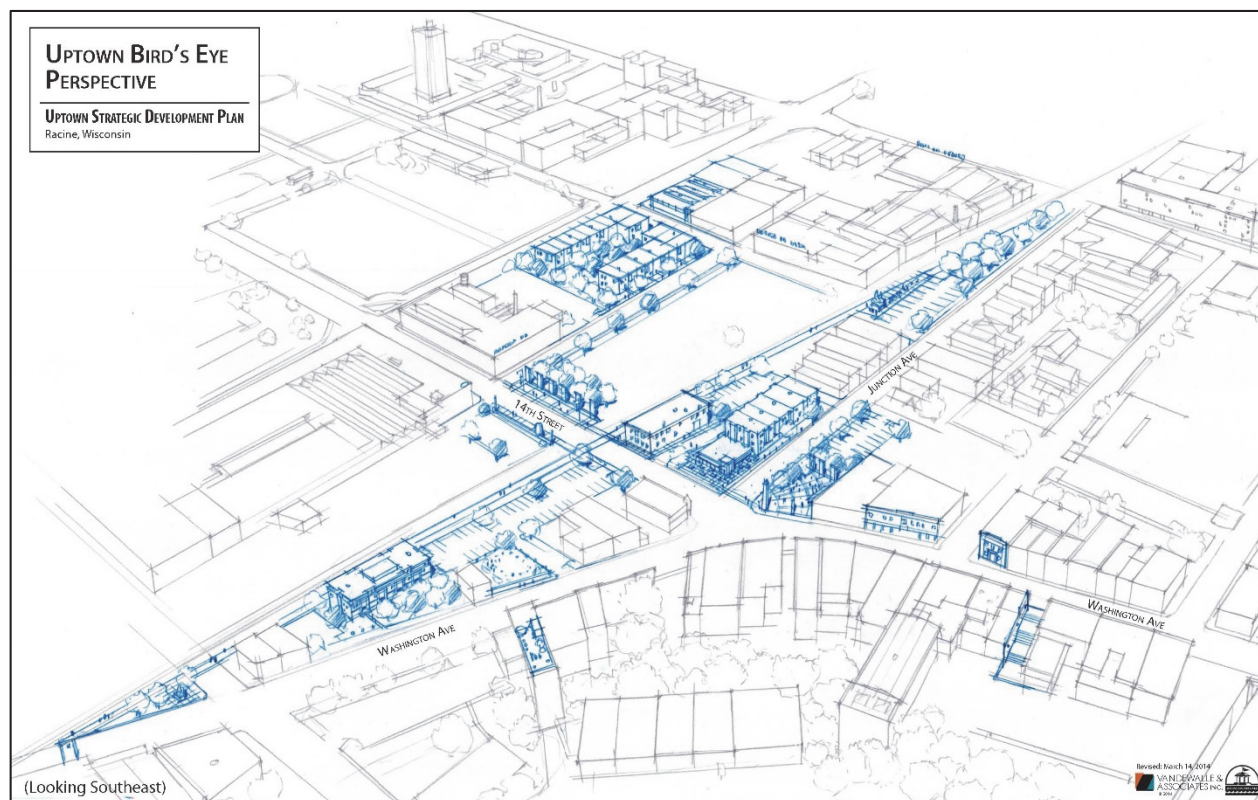 UPTOWN BIRD'S EYE
PERSPECTIVE
UPTOWN STRATEGIC DEVELOPMENT PLAN
Racine, Wisconsin
14TH STREET
JUNCTION AVE
WASHINGTON AVE
WASHINGTON AVE
(Looking Southeast)
Revised: March 14, 2014
VANDEWALLE &
ASSOCIATES INC.
© 2014